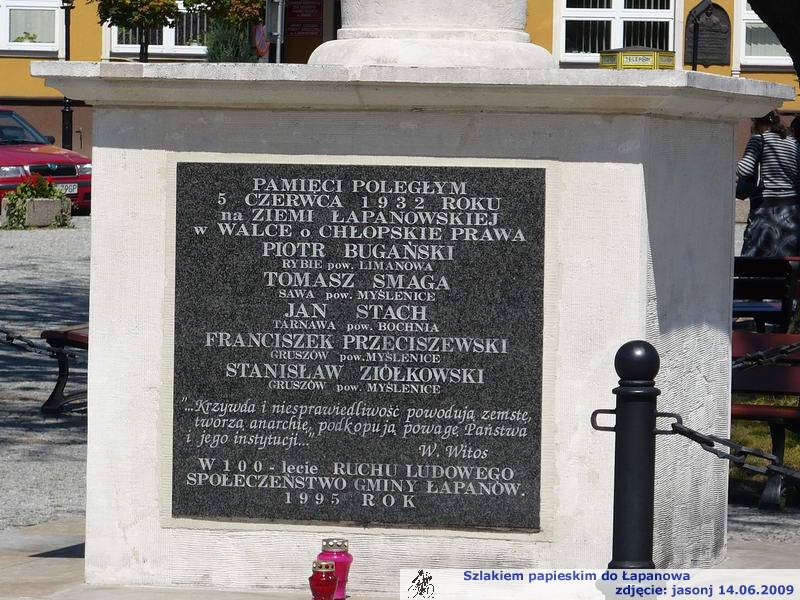 TELEFON
PAMIĘCI POLEGŁYM
5 CZERWCA 1932 ROKU
na ZIEMI ŁAPANOWSKIEJ
w WALCE o CHŁOPSKIE PRAWA
PIOTR BUGAŃSKI
RYBIE pow. LIMANOWA
TOMASZ SMAGA
SAWA pow. MYŚLENICE
JAN STACH
TARNAWA pow. BOCHNIA
FRANCISZEK PRZECISZEWSKI
GRUSZÓW pow.MYŚLENICE
STANISŁAW ZIÓŁKOWSKI
GRUSZÓW pow. MYŚLENICE
"...Krzywda i niesprawiedliwość powodują zemstę,
tworzą anarchię, podkopują powagę Państwa
i jego instytucji..."
W. Witos
W 100 - lecie RUCHU LUDOWEGO
SPOŁECZEŃSTWO GMINY ŁAPANÓW.
1995 ROK
Szlakiem papieskim do Łapanowa
zdjęcie: jasonj 14.06.2009